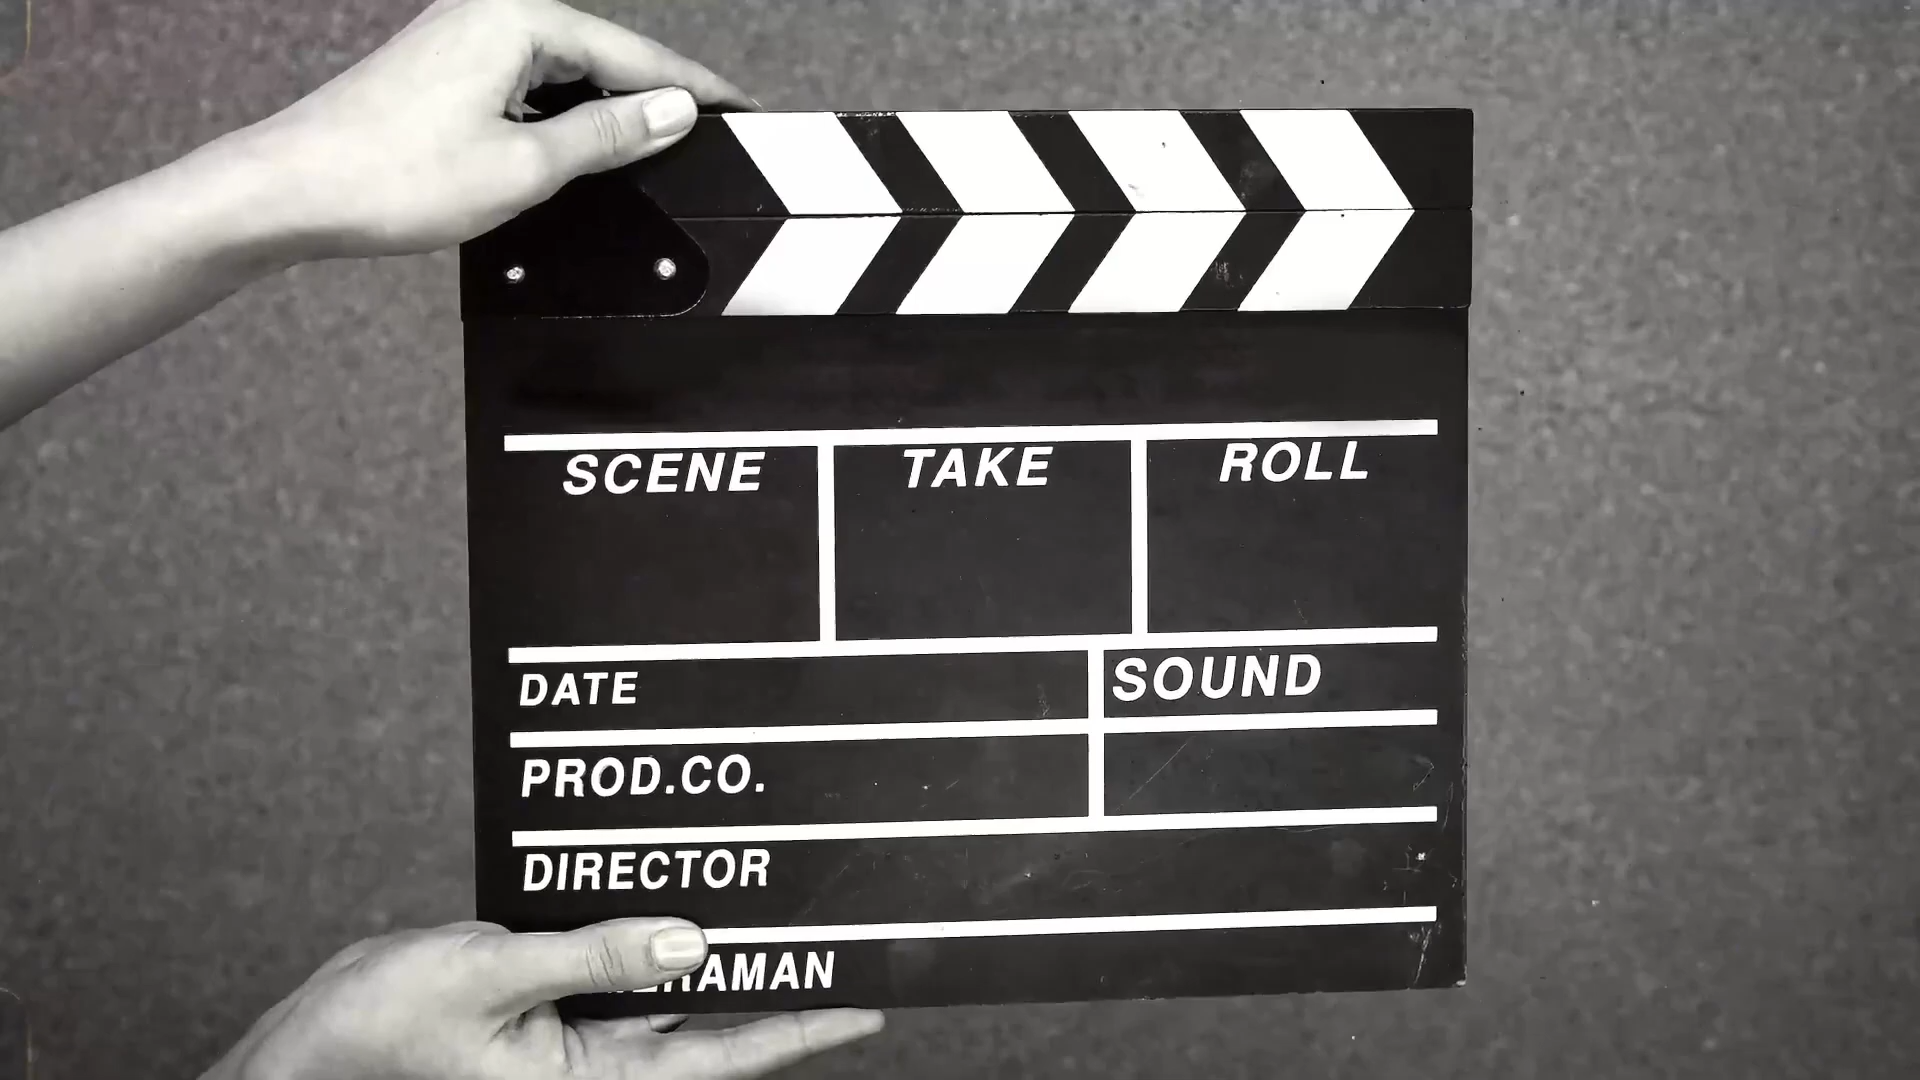 SCENE TAKE ROLL
DATE SOUND
PROD.CO.
DIRECTOR